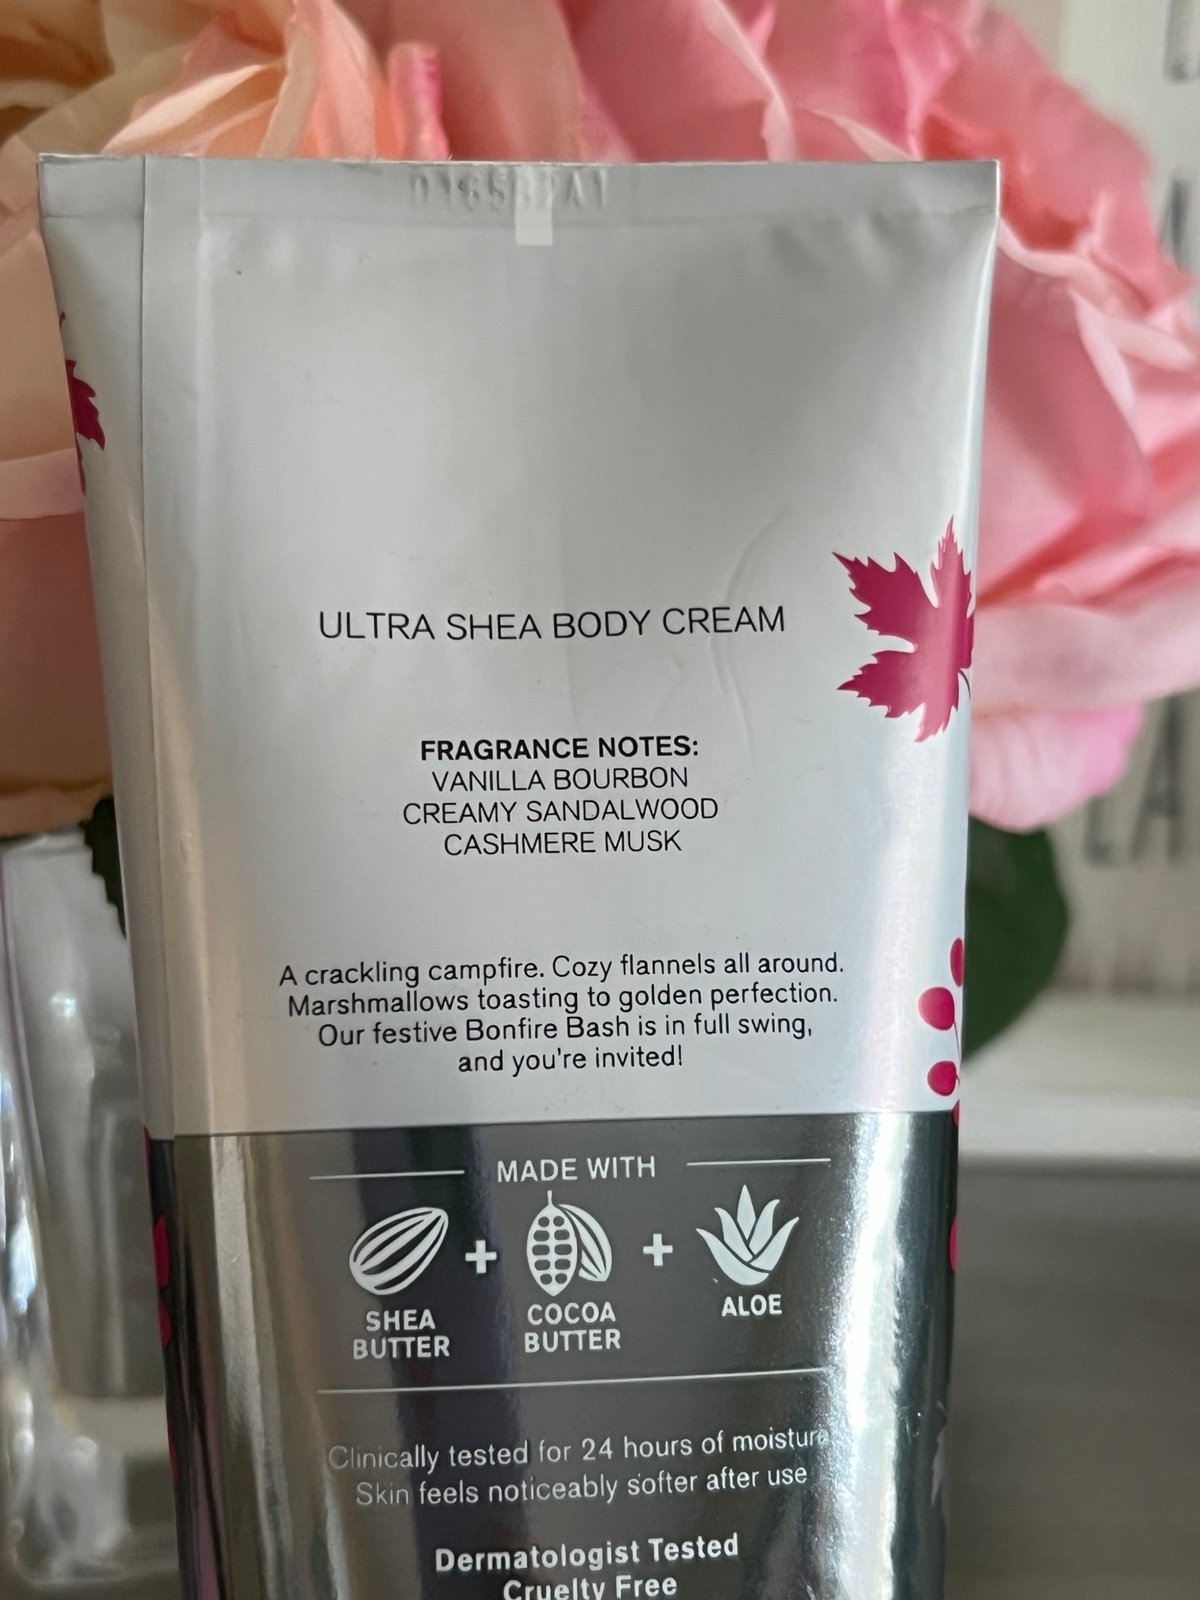 ULTRA SHEA BODY CREAM
FRAGRANCE NOTES:
VANILLA BOURBON
CREAMY SANDALWOOD
CASHMERE MUSK
A crackling campfire. Cozy flannels all around.
Marshmallows toasting to golden perfection.
Our festive Bonfire Bash is in full swing,
and you're invited!
MADE WITH
SHEA BUTTER + COCOA BUTTER + ALOE
Clinically tested for 24 hours of moisture
Skin feels noticeably softer after use
Dermatologist Tested
Cruelty Free